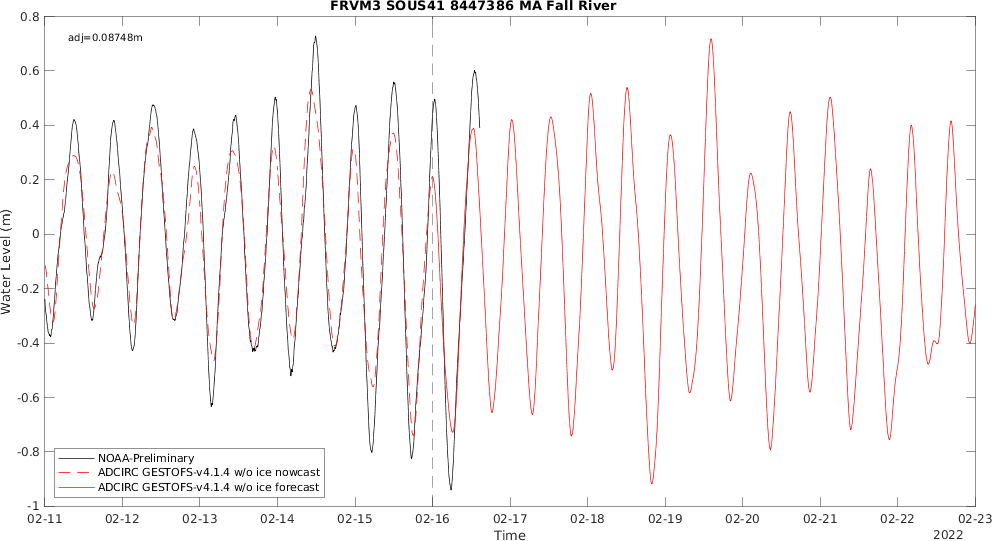 FRVM3 SOUS41 8447386 MA Fall River
adj=0.08748m
0.8
0.6
0.4
0.2
0
-0.2
-0.4
-0.6
-0.8
-1
Water Level (m)
NOAA-Preliminary
ADCIRC GESTOFS-v4.1.4 w/o ice nowcast
ADCIRC GESTOFS-v4.1.4 w/o ice forecast
02-11 02-12 02-13 02-14 02-15 02-16 02-17 02-18 02-19 02-20 02-21 02-22 02-23
Time
2022